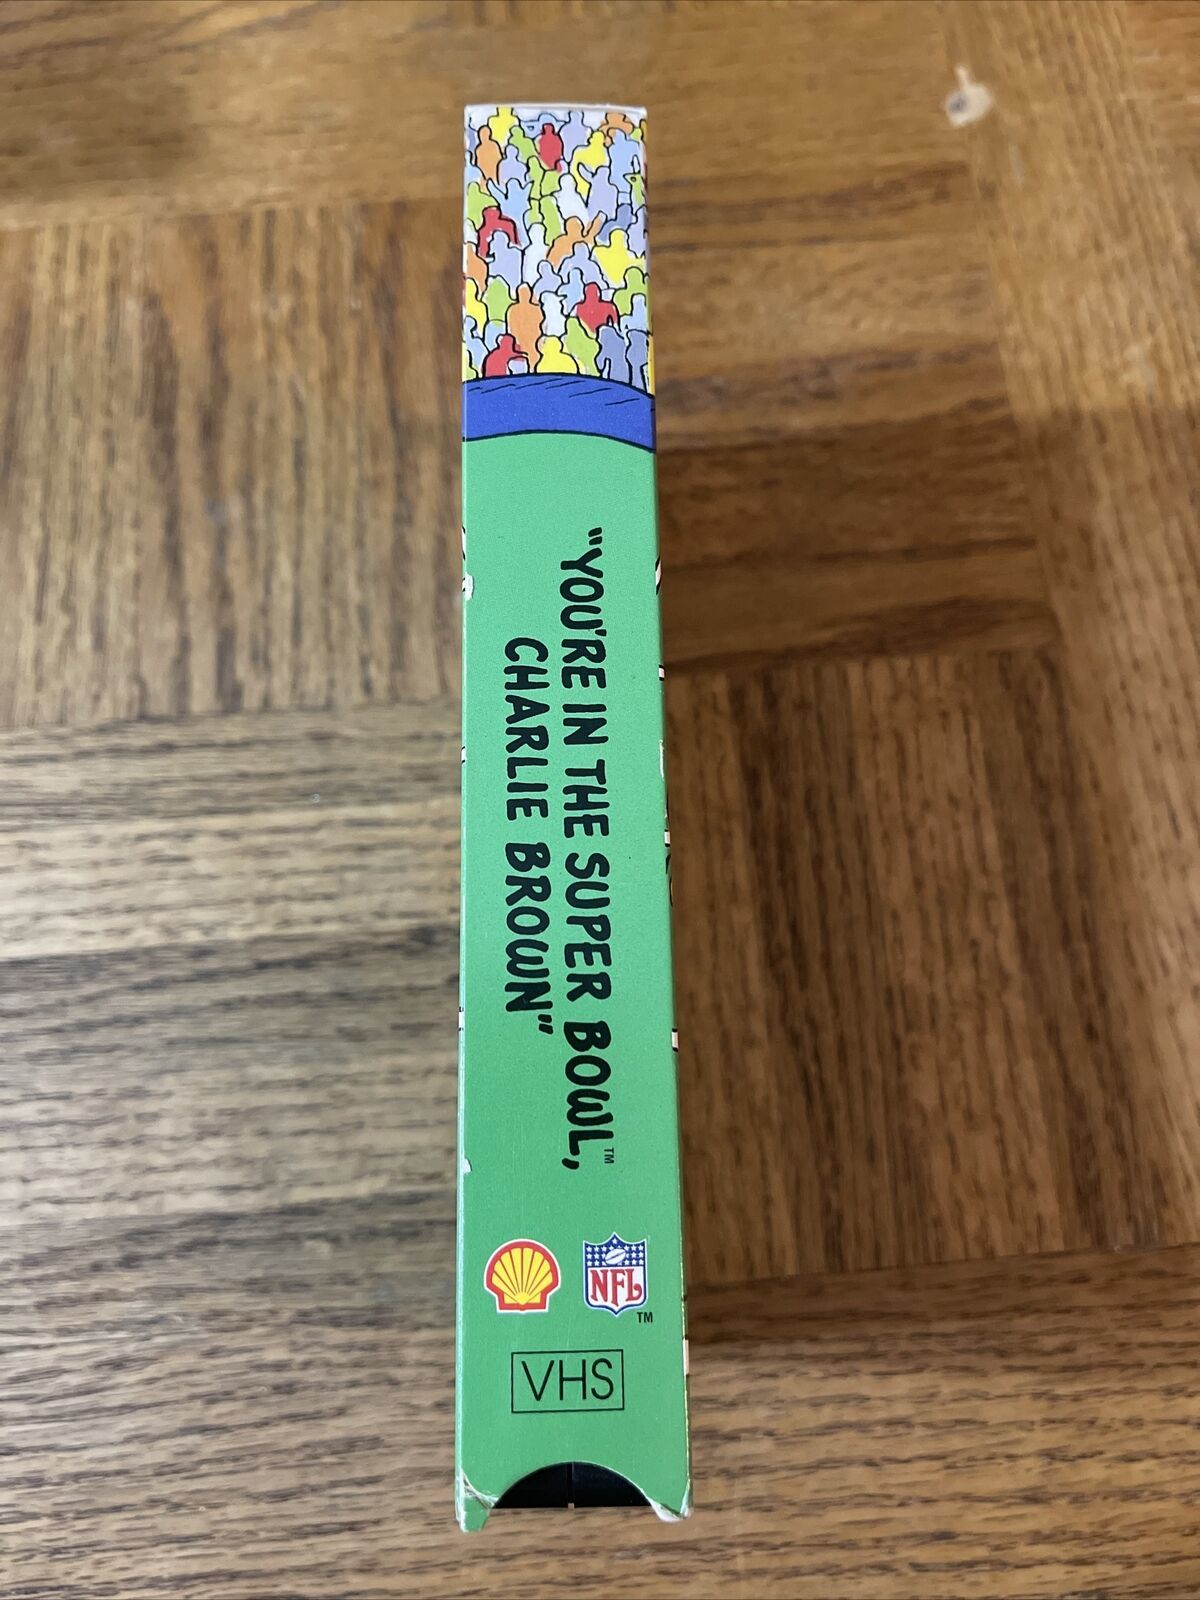 "YOU'RE IN THE SUPER BOWL,™
CHARLIE BROWN"
NFL
TM
VHS